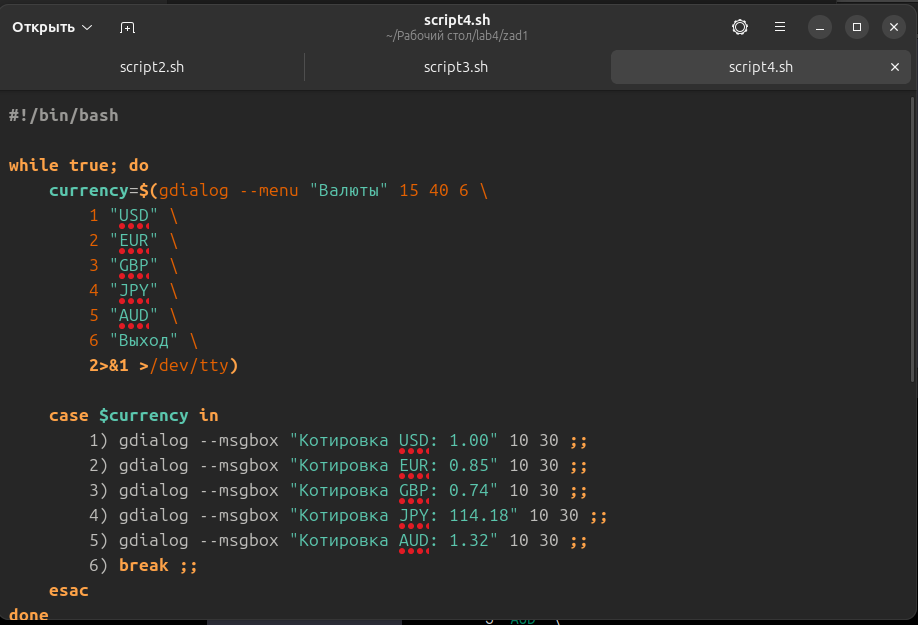 Открыть
script4.sh
~/Рабочий стол/lab4/zad1
script2.sh
script3.sh
script4.sh
#!/bin/bash
while true; do
    currency=$(gdialog --menu "Валюты" 15 40 6 \
        1 "USD" \
        2 "EUR" \
        3 "GBP" \
        4 "JPY" \
        5 "AUD" \
        6 "Выход" \
        2>&1 >/dev/tty)
    case $currency in
        1) gdialog --msgbox "Котировка USD: 1.00" 10 30 ;;
        2) gdialog --msgbox "Котировка EUR: 0.85" 10 30 ;;
        3) gdialog --msgbox "Котировка GBP: 0.74" 10 30 ;;
        4) gdialog --msgbox "Котировка JPY: 114.18" 10 30 ;;
        5) gdialog --msgbox "Котировка AUD: 1.32" 10 30 ;;
        6) break ;;
    esac
done